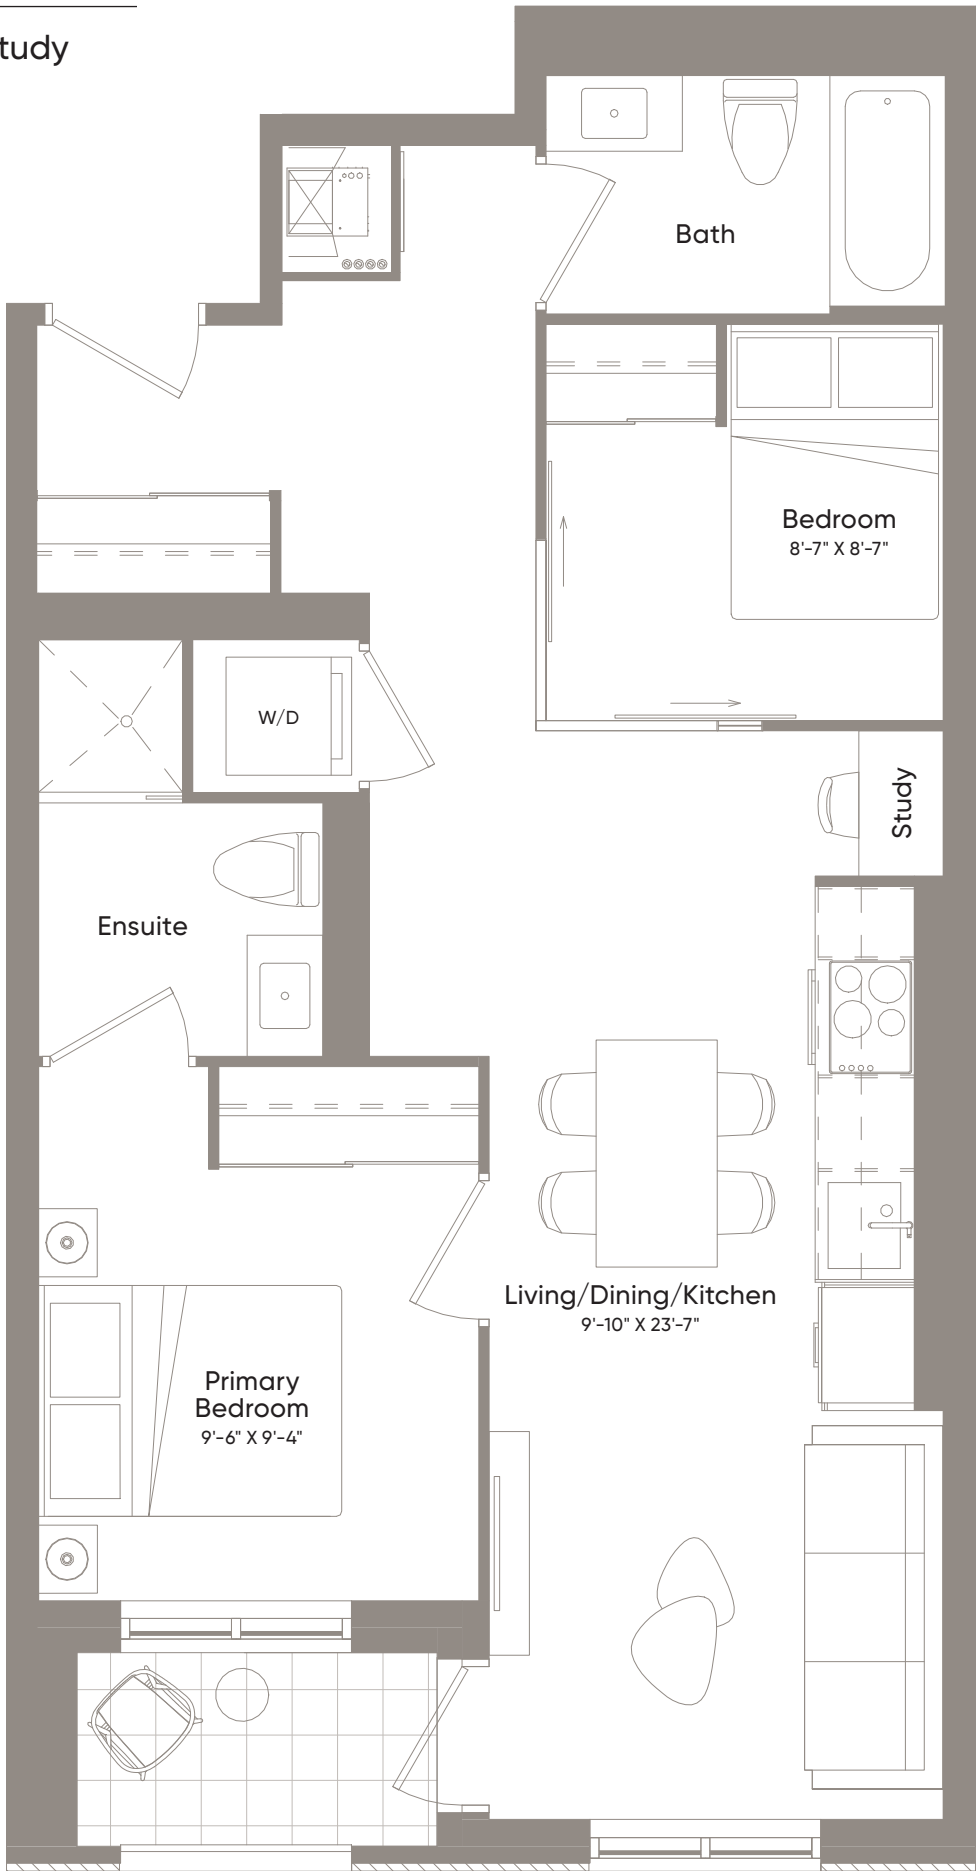 tudy
Bath
Bedroom
8'-7" X 8'-7"
W/D
Study
Ensuite
Living/Dining/Kitchen
9'-10" X 23'-7"
Primary
Bedroom
9'-6" X 9'-4"